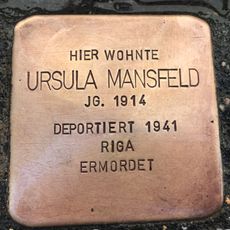 HIER WOHNTE
URSULA MANSFELD
JG. 1914
DEPORTIERT 1941
RIGA
ERMORDET